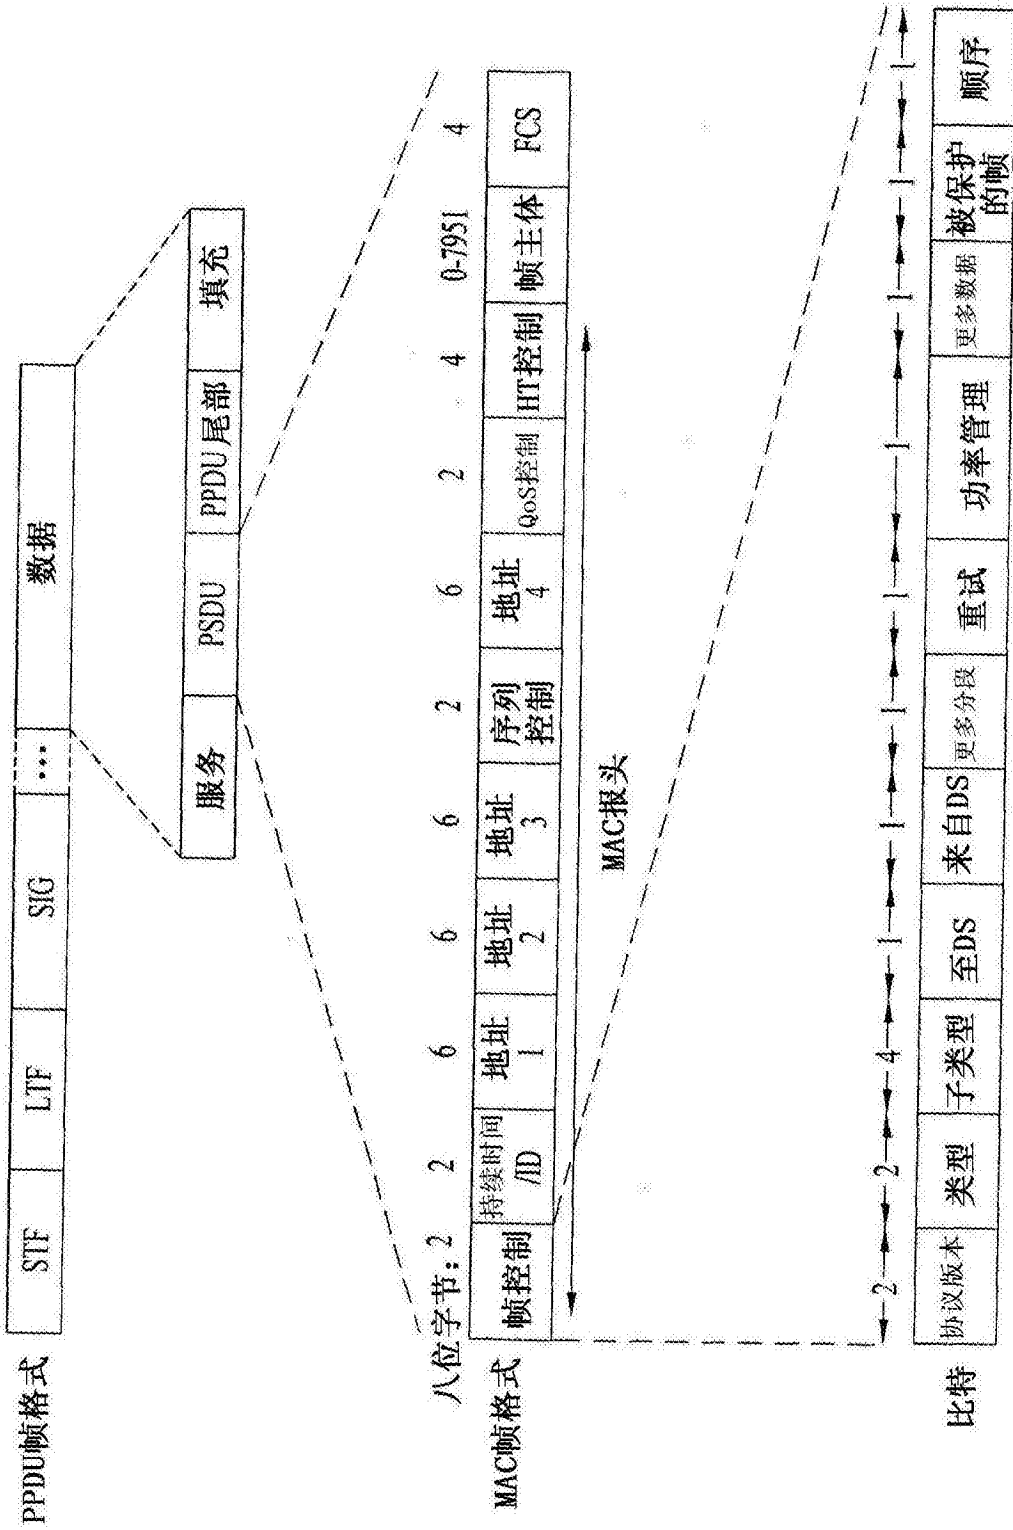 PPDU帧格式
STF LTF SIG ... 数据
服务 PSDU PPDU尾部 填充
八位字节: 2 2 6 6 6 2 6 2 4 0-7951 4
MAC帧格式
帧控制 持续时间/ID 地址1 地址2 地址3 序列控制 地址4 QoS控制 HT控制 帧主体 FCS
MAC报头
2 2 4 1 1 1 1 1 1 1 1
比特
协议版本 类型 子类型 至DS 来自DS 更多分段 重试 功率管理 更多数据 被保护的帧 顺序